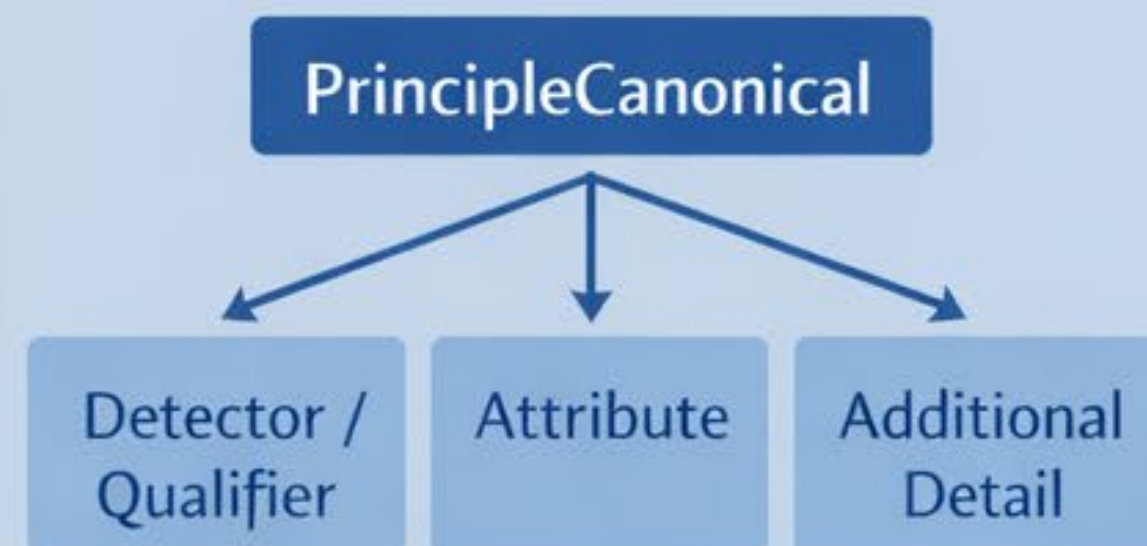 PrincipleCanonical
Detector /
Qualifier
Attribute
Additional
Detail